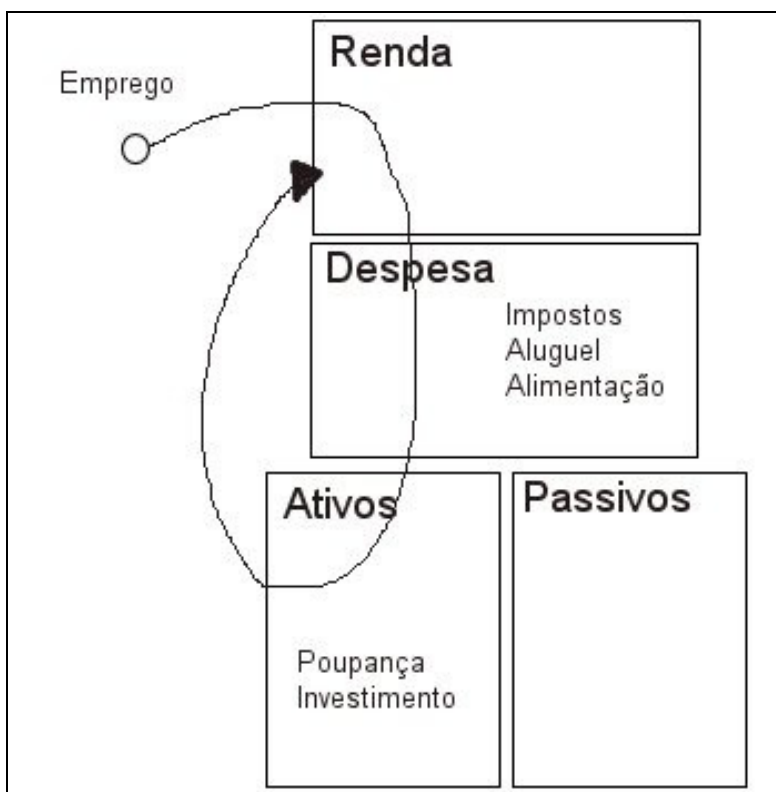 Emprego
Renda
Despesa
Impostos
Aluguel
Alimentação
Ativos
Passivos
Poupança
Investimento